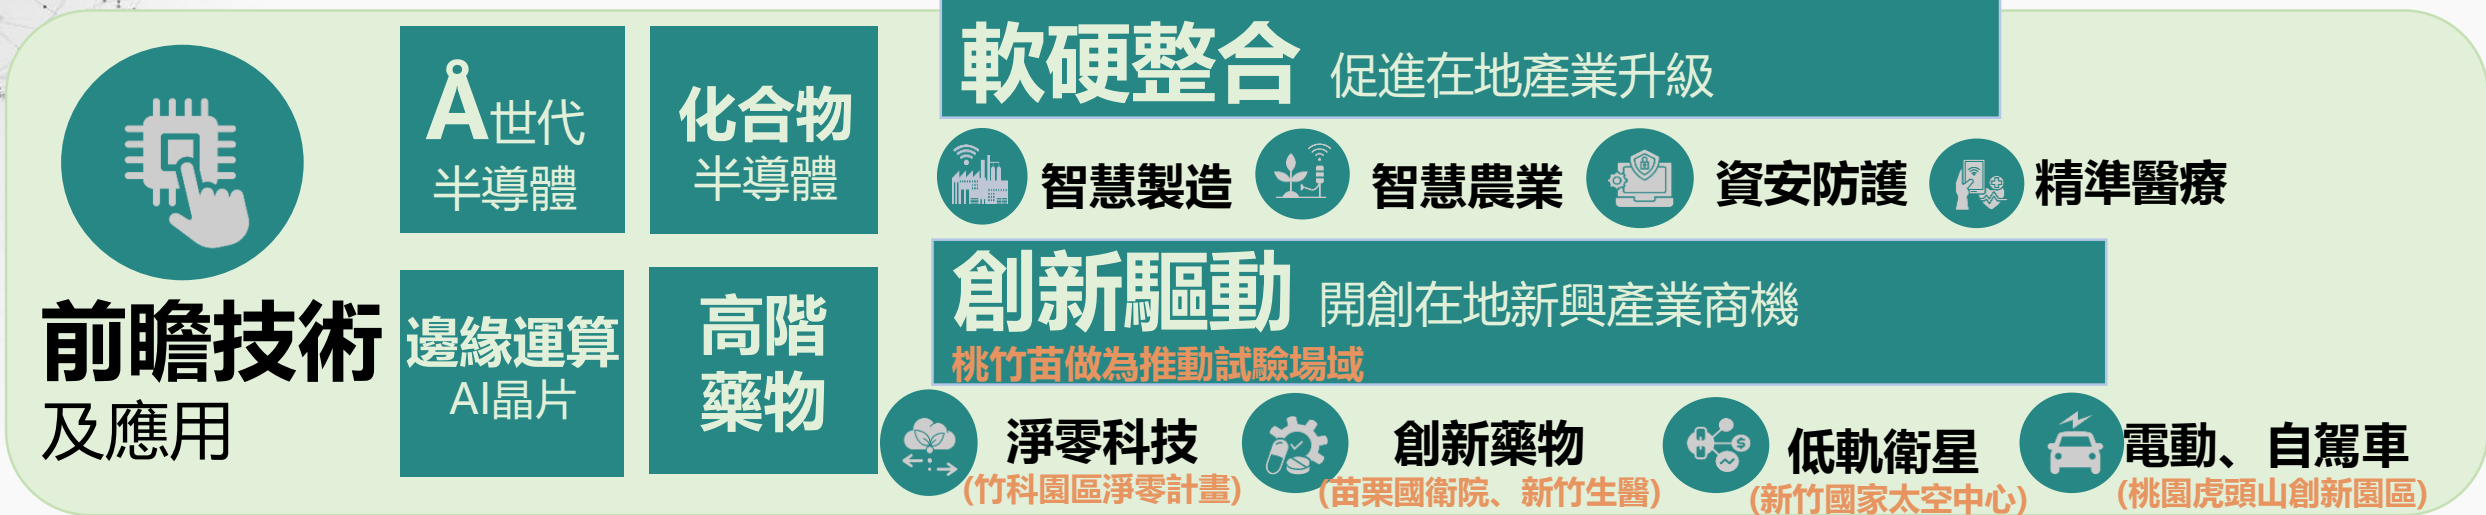 前瞻技術
及應用
Å世代
半導體
化合物
半導體
邊緣運算
AI晶片
高階
藥物
軟硬整合 促進在地產業升級
智慧製造
智慧農業
資安防護
精準醫療
創新驅動 開創在地新興產業商機
桃竹苗做為推動試驗場域
淨零科技
(竹科園區淨零計畫)
創新藥物
(苗栗國衛院、新竹生醫)
低軌衛星
(新竹國家太空中心)
電動、自駕車
(桃園虎頭山創新園區)